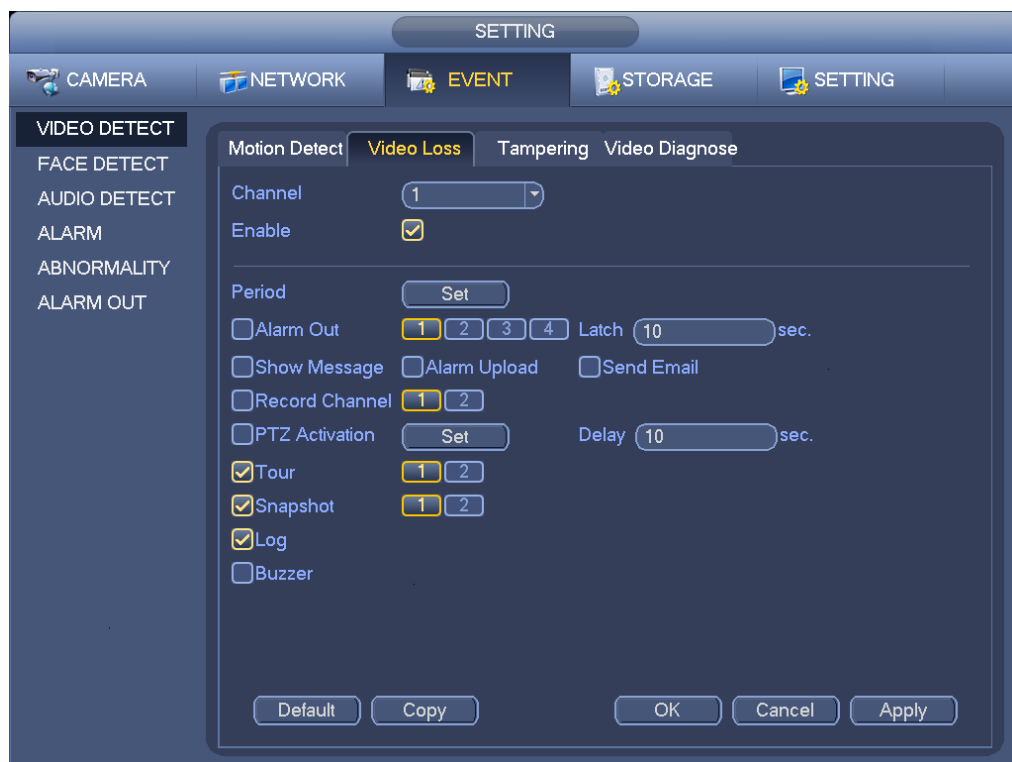 SETTING
CAMERA NETWORK EVENT STORAGE SETTING
VIDEO DETECT
FACE DETECT
AUDIO DETECT
ALARM
ABNORMALITY
ALARM OUT
Motion Detect Video Loss Tampering Video Diagnose
Channel 1
Enable
Period Set
Alarm Out 1 2 3 4 Latch 10 sec.
Show Message Alarm Upload Send Email
Record Channel 1 2
PTZ Activation Set Delay 10 sec.
Tour 1 2
Snapshot 1 2
Log
Buzzer
Default Copy OK Cancel Apply